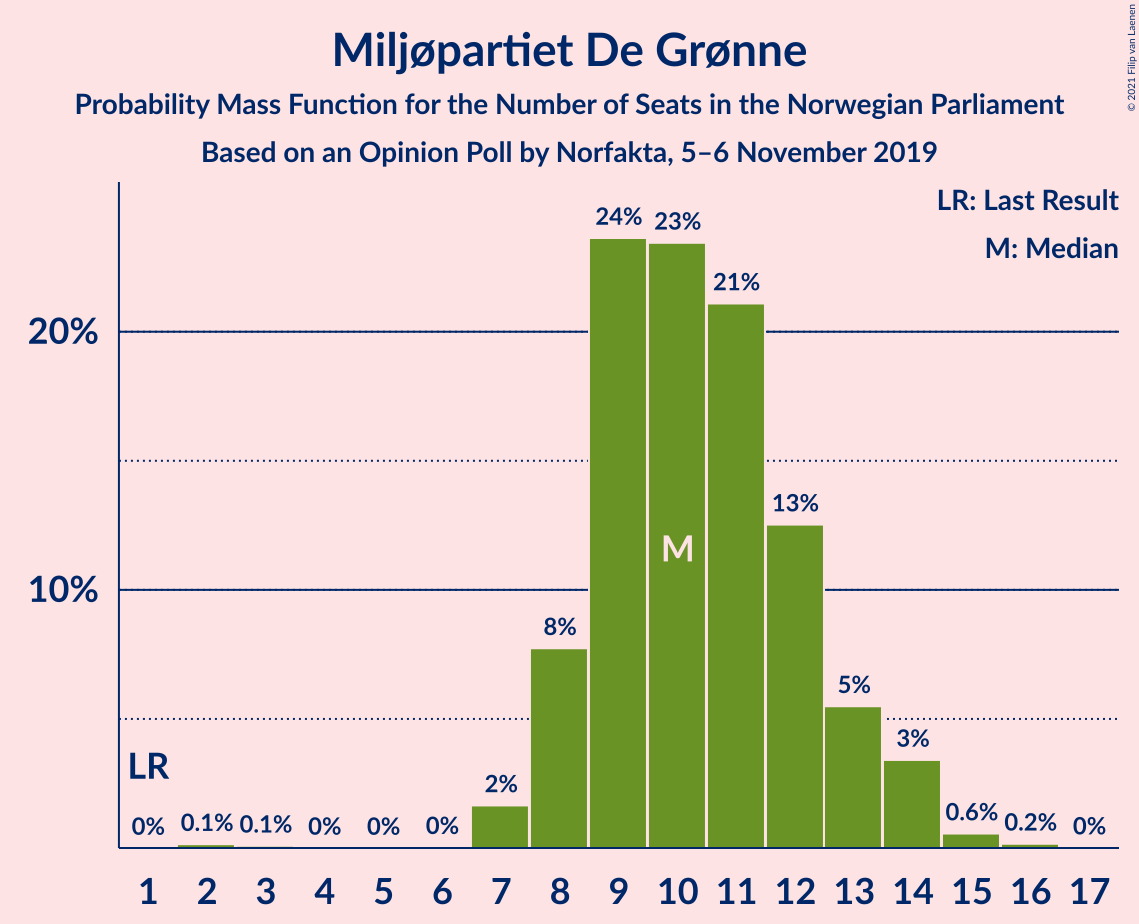 © 2021 Filip van Laenen
Miljøpartiet De Grønne
Probability Mass Function for the Number of Seats in the Norwegian Parliament
Based on an Opinion Poll by Norfakta, 5–6 November 2019
LR: Last Result
M: Median
20%
10%
24%
23%
21%
13%
8%
5%
3%
2%
0.6%
0.2%
0%
0%
0.1%
0.1%
0%
0%
0%
LR
M
1 2 3 4 5 6 7 8 9 10 11 12 13 14 15 16 17